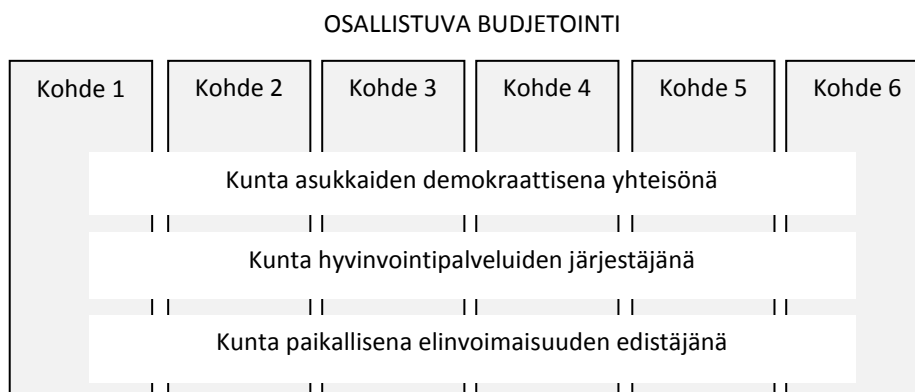 OSALLISTUVA BUDJETOINTI
Kohde 1 Kohde 2 Kohde 3 Kohde 4 Kohde 5 Kohde 6
Kunta asukkaiden demokraattisena yhteisönä
Kunta hyvinvointipalveluiden järjestäjänä
Kunta paikallisena elinvoimaisuuden edistäjänä